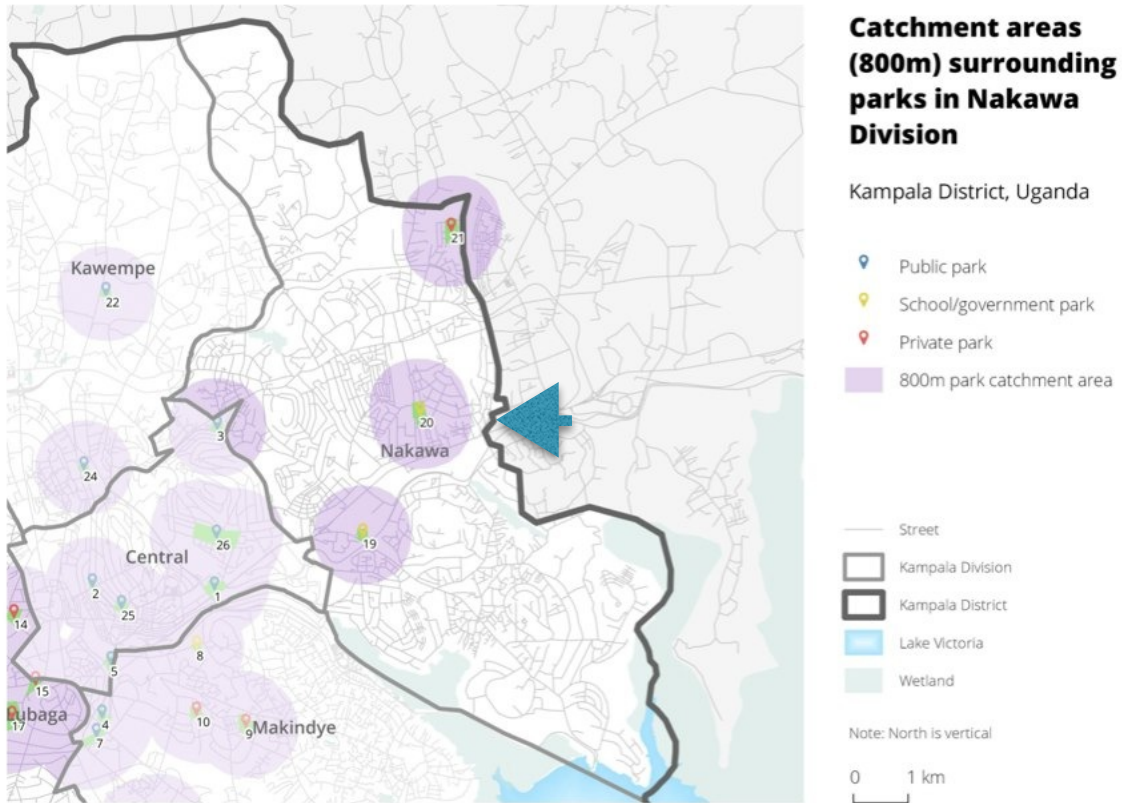 Catchment areas
(800m) surrounding
parks in Nakawa
Division
Kampala District, Uganda
Public park
School/government park
Private park
800m park catchment area
Street
Kampala Division
Kampala District
Lake Victoria
Wetland
Note: North is vertical
0 1 km
21
Kawempe
22
20
3
Nakawa
24
26
19
Central
2
1
25
14
8
5
15
ubaga
17
4
10
9
Makindye
7